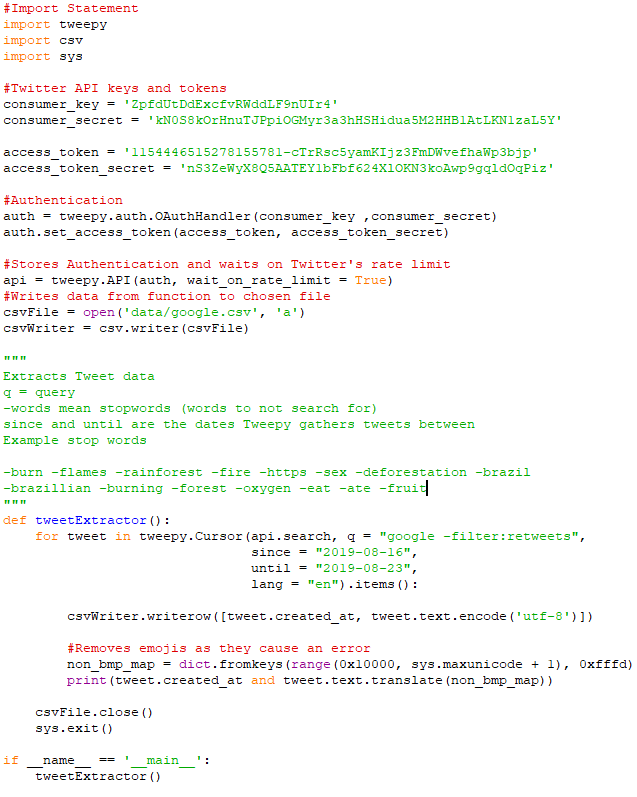 #Import Statement
import tweepy
import csv
import sys
#Twitter API keys and tokens
consumer_key = 'ZpfdUtDdExcfvRWddLF9nUIr4'
consumer_secret =
access_token =
access_token_secret =
#Authentication
auth = tweepy.auth.OAuthHandler(consumer_key ,consumer_secret)
auth.set_access_token(access_token, access_token_secret)
#Stores Authentication and waits on Twitter's rate limit
api = tweepy.API(auth, wait_on_rate_limit = True)
#Writes data from function to chosen file
csvFile = open('data/google.csv', 'a')
csvWriter = csv.writer(csvFile)
"""
Extracts Tweet data
q = query
-words mean stopwords (words to not search for)
since and until are the dates Tweepy gathers tweets between
Example stop words
-burn -flames -rainforest -fire -https -sex -deforestation -brazil
-brazillian -burning -forest -oxygen -eat -ate -fruit
"""
def tweetExtractor():
    for tweet in tweepy.Cursor(api.search, q = "google -filter:retweets",
                               since = "2019-08-16",
                               until = "2019-08-23",
                               lang = "en").items():
        csvWriter.writerow([tweet.created_at, tweet.text.encode('utf-8')])
        #Removes emojis as they cause an error
        non_bmp_map = dict.fromkeys(range(0x10000, sys.maxunicode + 1), 0xfffd)
        print(tweet.created_at and tweet.text.translate(non_bmp_map))
    csvFile.close()
    sys.exit()
if __name__ == '__main__':
    tweetExtractor()